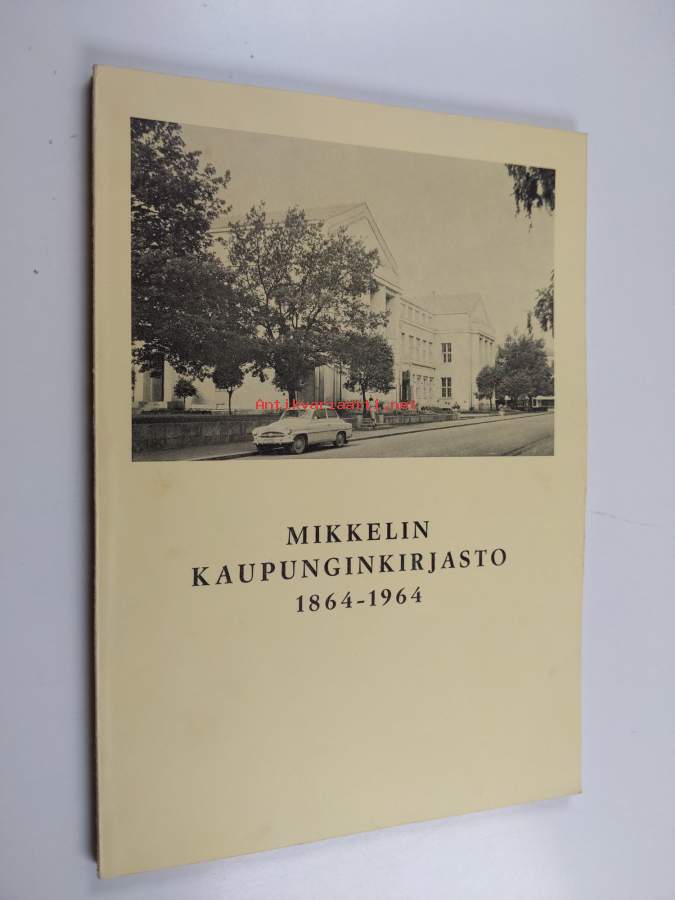 Antikvariaatti.net
MIKKELIN
KAUPUNGINKIRJASTO
1864-1964